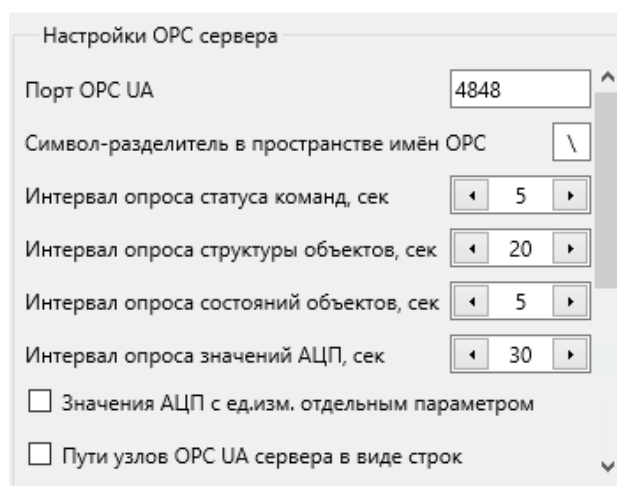 Настройки ОРС сервера
Порт OPC UA 4848
Символ-разделитель в пространстве имён OPC \
Интервал опроса статуса команд, сек 5
Интервал опроса структуры объектов, сек 20
Интервал опроса состояний объектов, сек 5
Интервал опроса значений АЦП, сек 30
Значения АЦП с ед.изм. отдельным параметром
Пути узлов OPC UA сервера в виде строк